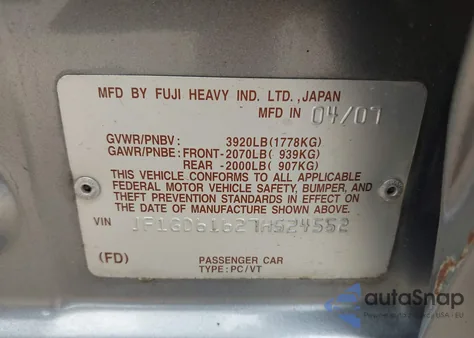 MFD BY FUJI HEAVY IND. LTD.,JAPAN
MFD IN 04/07
GVWR/PNBV: 3920LB(1778KG)
GAWR/PNBE: FRONT-2070LB( 939KG)
REAR -2000LB( 907KG)
THIS VEHICLE CONFORMS TO ALL APPLICABLE
FEDERAL MOTOR VEHICLE SAFETY, BUMPER, AND
THEFT PREVENTION STANDARDS IN EFFECT ON
THE DATE OF MANUFACTURE SHOWN ABOVE.
VIN JF1GD61627H524552
(FD) PASSENGER CAR
TYPE:PC/VT
autoSnap